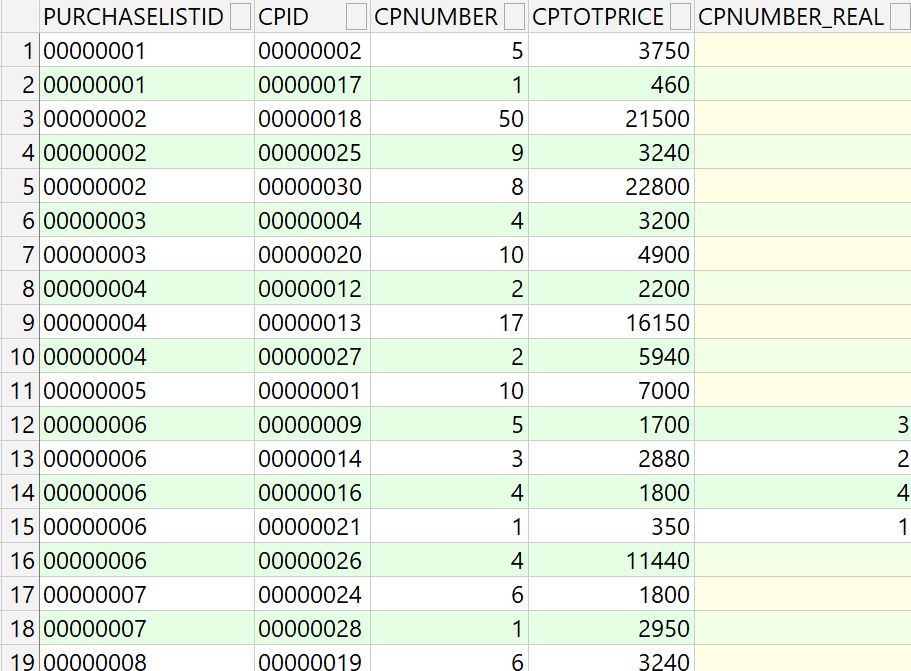 PURCHASELISTID CPID CPNUMBER CPTOTPRICE CPNUMBER_REAL
1 00000001 00000002 5 3750
2 00000001 00000017 1 460
3 00000002 00000018 50 21500
4 00000002 00000025 9 3240
5 00000002 00000030 8 22800
6 00000003 00000004 4 3200
7 00000003 00000020 10 4900
8 00000004 00000012 2 2200
9 00000004 00000013 17 16150
10 00000004 00000027 2 5940
11 00000005 00000001 10 7000
12 00000006 00000009 5 1700 3
13 00000006 00000014 3 2880 2
14 00000006 00000016 4 1800 4
15 00000006 00000021 1 350 1
16 00000006 00000026 4 11440
17 00000007 00000024 6 1800
18 00000007 00000028 1 2950
19 00000008 00000019 6 3240